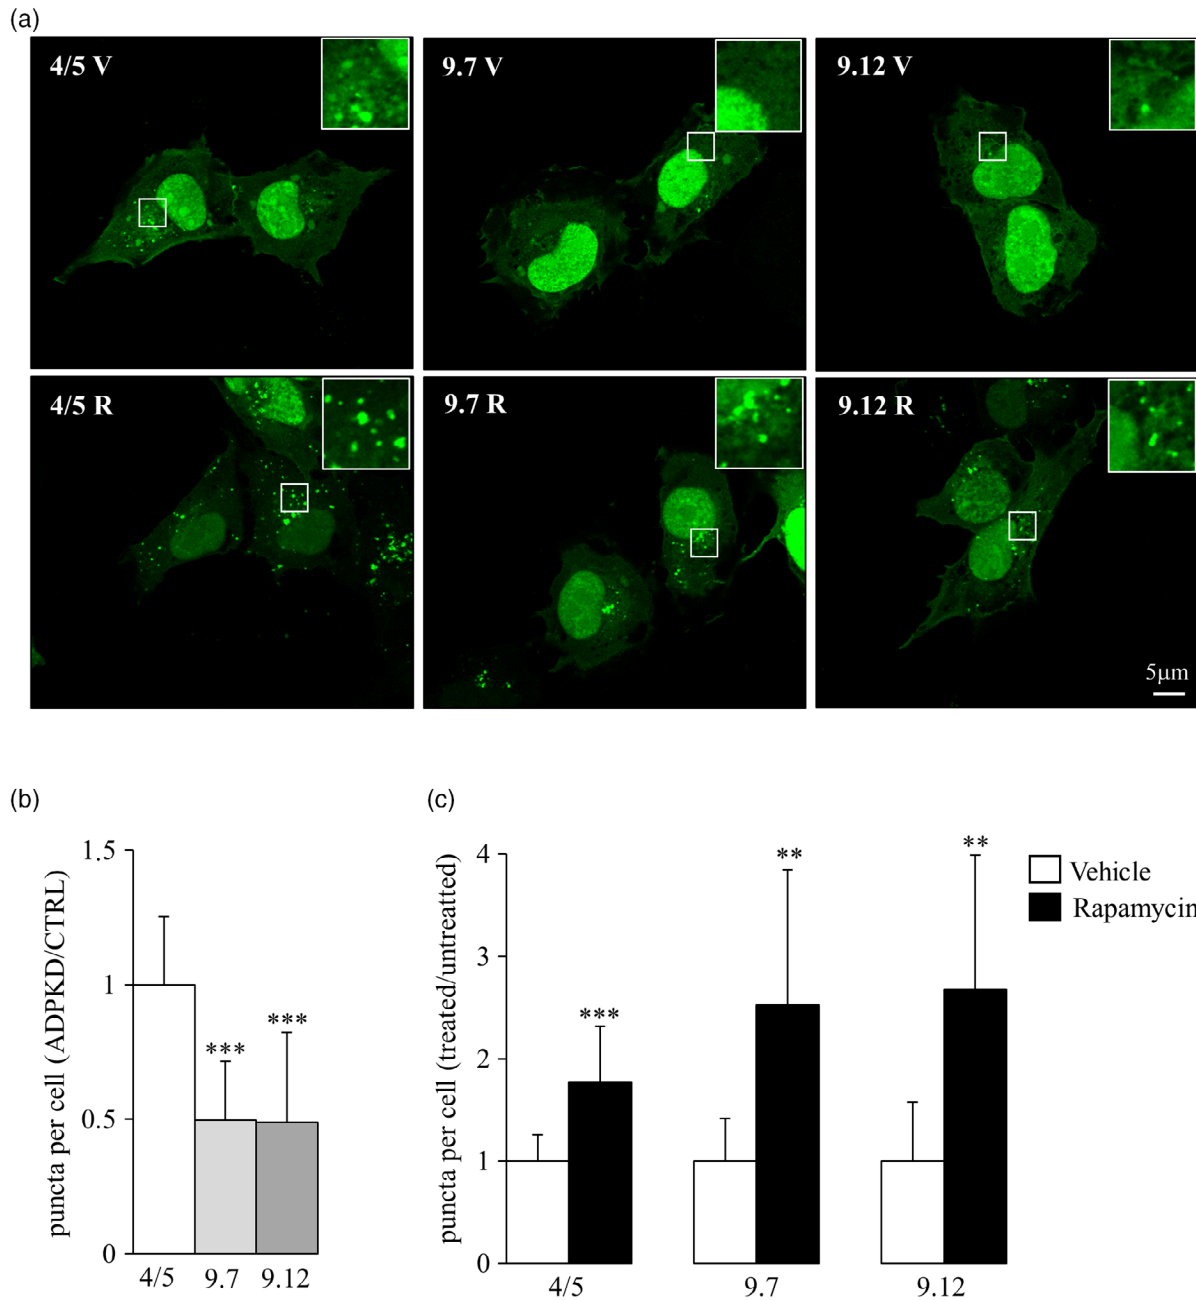 (a)
4/5 V
9.7 V
9.12 V
4/5 R
9.7 R
9.12 R
5μm
(b)
puncta per cell (ADPKD/CTRL)
1.5
1
0.5
0
***
***
4/5
9.7
9.12
(c)
puncta per cell (treated/untreatted)
4
3
2
1
0
***
**
**
4/5
9.7
9.12
Vehicle
Rapamycin